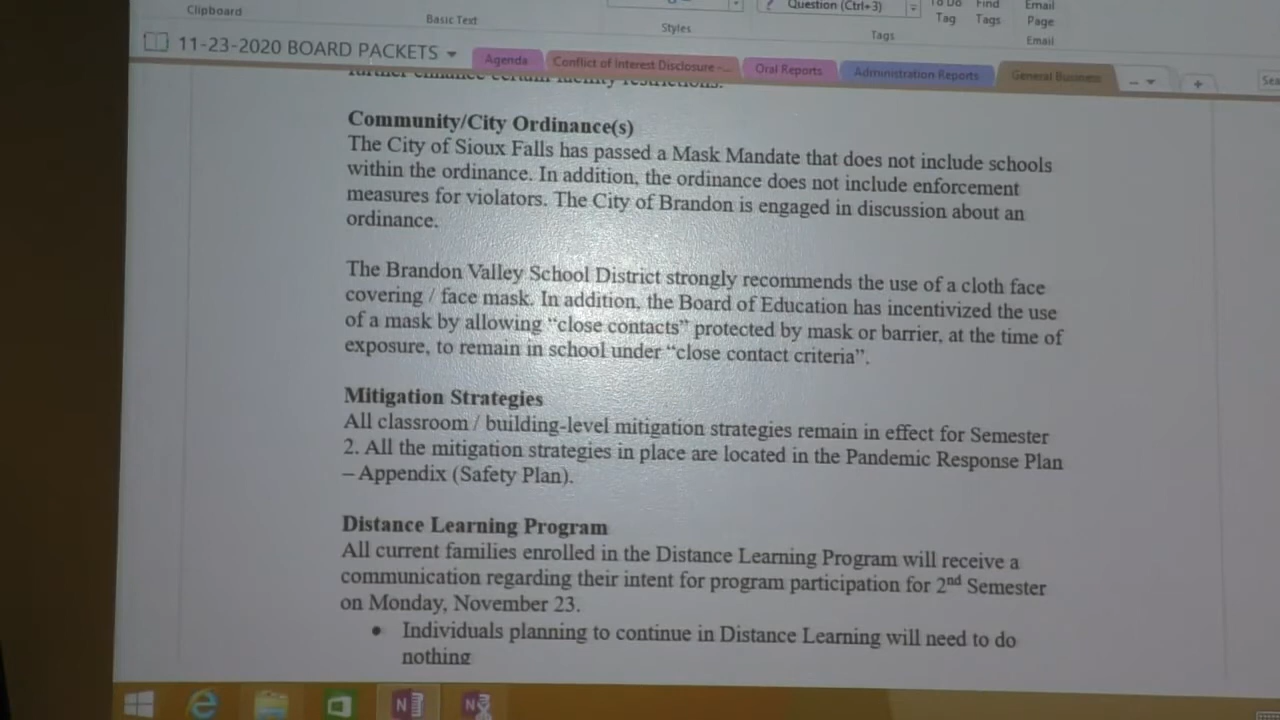 Clipboard
Basic Text
Styles
Question (Ctrl+3)
Tags
To Do
Tag
Find
Tags
Email
Page
Email
11-23-2020 BOARD PACKETS
Agenda
Conflict of Interest Disclosure -...
Oral Reports
Administration Reports
General Business
further enhance certain facility restrictions.
Community/City Ordinance(s)
The City of Sioux Falls has passed a Mask Mandate that does not include schools
within the ordinance. In addition, the ordinance does not include enforcement
measures for violators. The City of Brandon is engaged in discussion about an
ordinance.
The Brandon Valley School District strongly recommends the use of a cloth face
covering / face mask. In addition, the Board of Education has incentivized the use
of a mask by allowing “close contacts” protected by mask or barrier, at the time of
exposure, to remain in school under “close contact criteria”.
Mitigation Strategies
All classroom / building-level mitigation strategies remain in effect for Semester
2. All the mitigation strategies in place are located in the Pandemic Response Plan
– Appendix (Safety Plan).
Distance Learning Program
All current families enrolled in the Distance Learning Program will receive a
communication regarding their intent for program participation for 2nd Semester
on Monday, November 23.
• Individuals planning to continue in Distance Learning will need to do
nothing